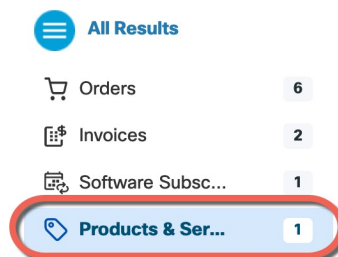 All Results
Orders 6
Invoices 2
Software Subsc... 1
Products & Ser... 1